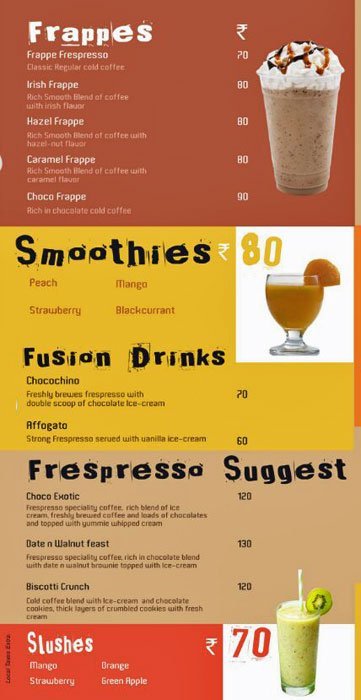 Frappes ₹
Frappe Frespresso 70
Classic Regular cold coffee
Irish Frappe 80
Rich Smooth Blend of coffee
with irish flavor
Hazel Frappe 80
Rich Smooth Blend of coffee with
hazel-nut flavor
Caramel Frappe 80
Rich Smooth Blend of coffee with
caramel flavor
Choco Frappe 90
Rich in chocolate cold coffee
Smoothies ₹ 80
Peach Mango
Strawberry Blackcurrant
Fusion Drinks
Chocochino
Freshly brewes frespresso with 70
double scoop of chocolate Ice-cream
Affogato
Strong Frespresso served with vanilla ice-cream 60
Frespresso Suggest
Choco Exotic 120
Frespresso speciality coffee, rich blend of ice
cream, freshly brewed coffee and loads of chocolates
and topped with yummie whipped cream
Date n Walnut feast 130
Frespresso speciality coffee, rich in chocolate blend
with date n walnut brownie topped with Ice-cream
Biscotti Crunch 120
Cold coffee blend with Ice-cream and chocolate
cookies, thick layers of crumbled cookies with fresh
cream
Slushes ₹ 70
Mango Orange
Strawberry Green Apple
Local Taxes Extra